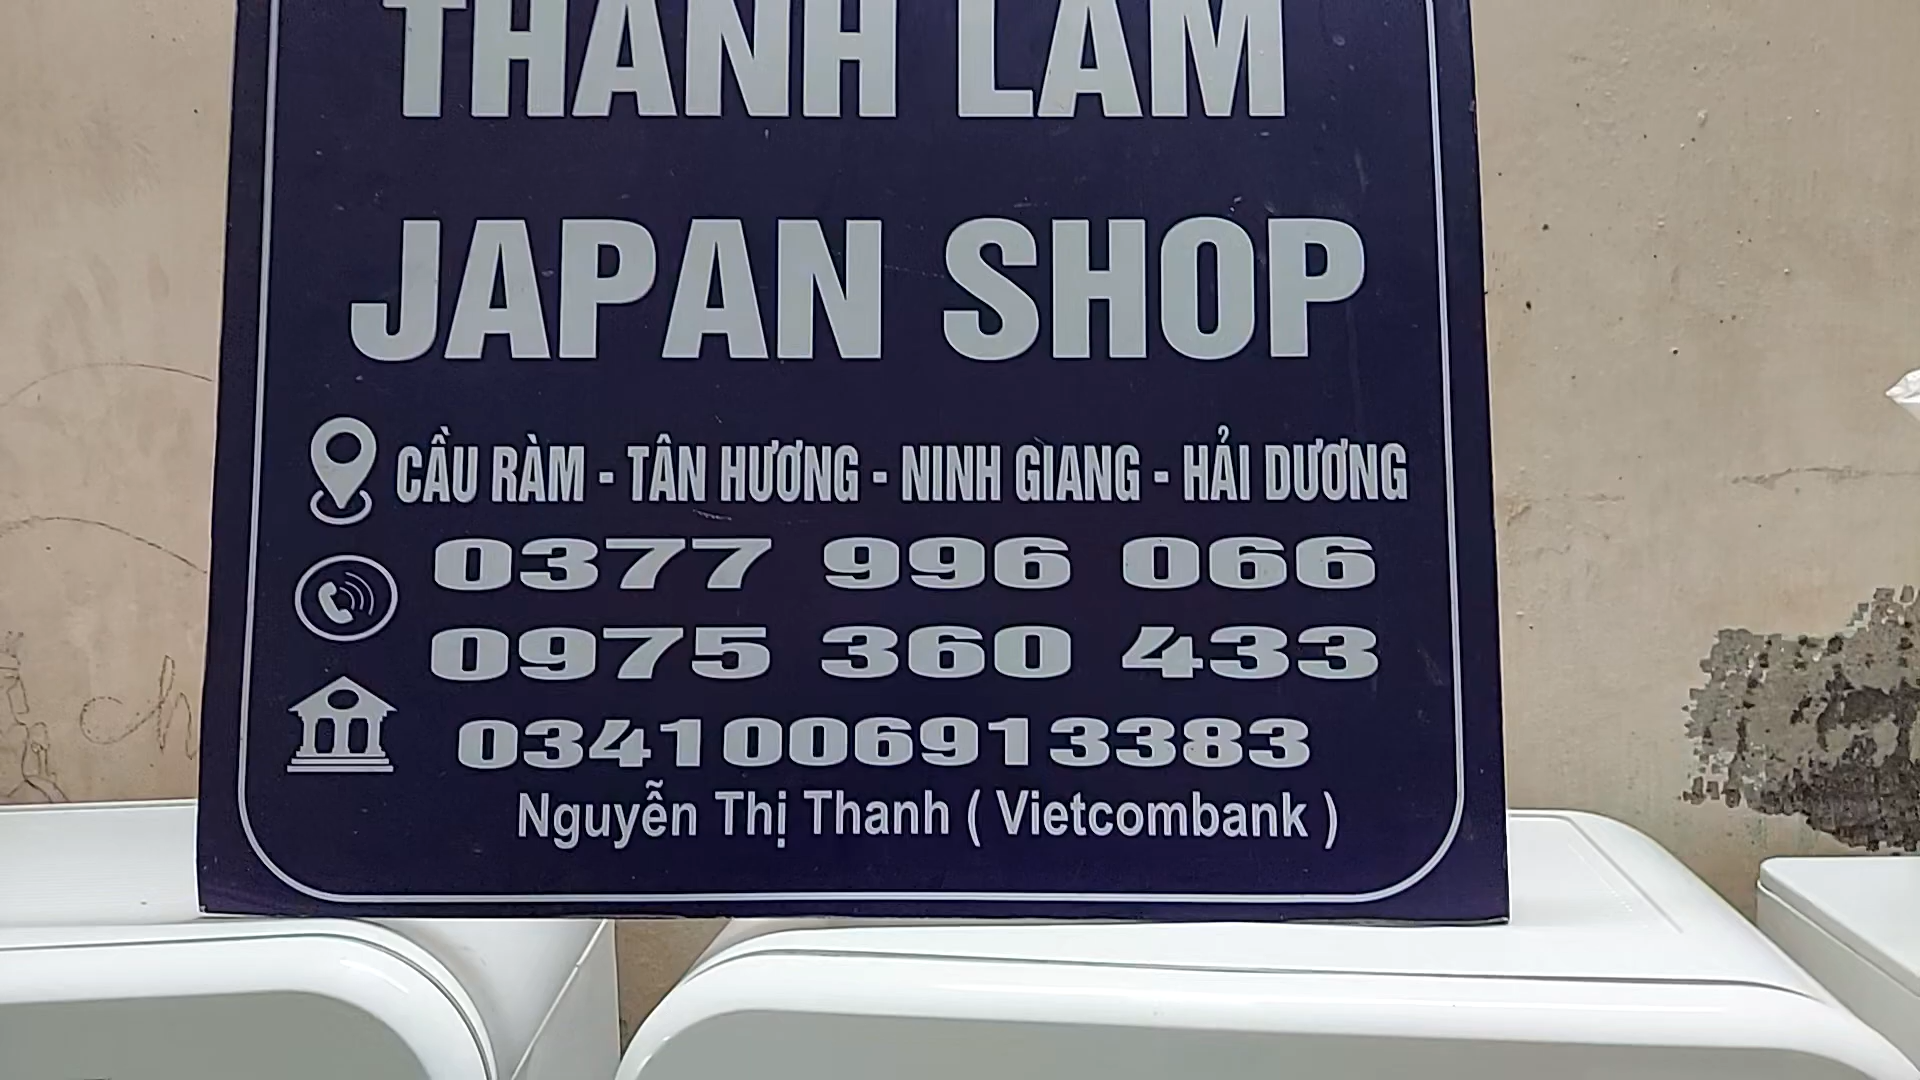 THANH LAM
JAPAN SHOP
CẦU RÀM - TÂN HƯƠNG - NINH GIANG - HẢI DƯƠNG
0377 996 066
0975 360 433
0341006913383
Nguyễn Thị Thanh ( Vietcombank )